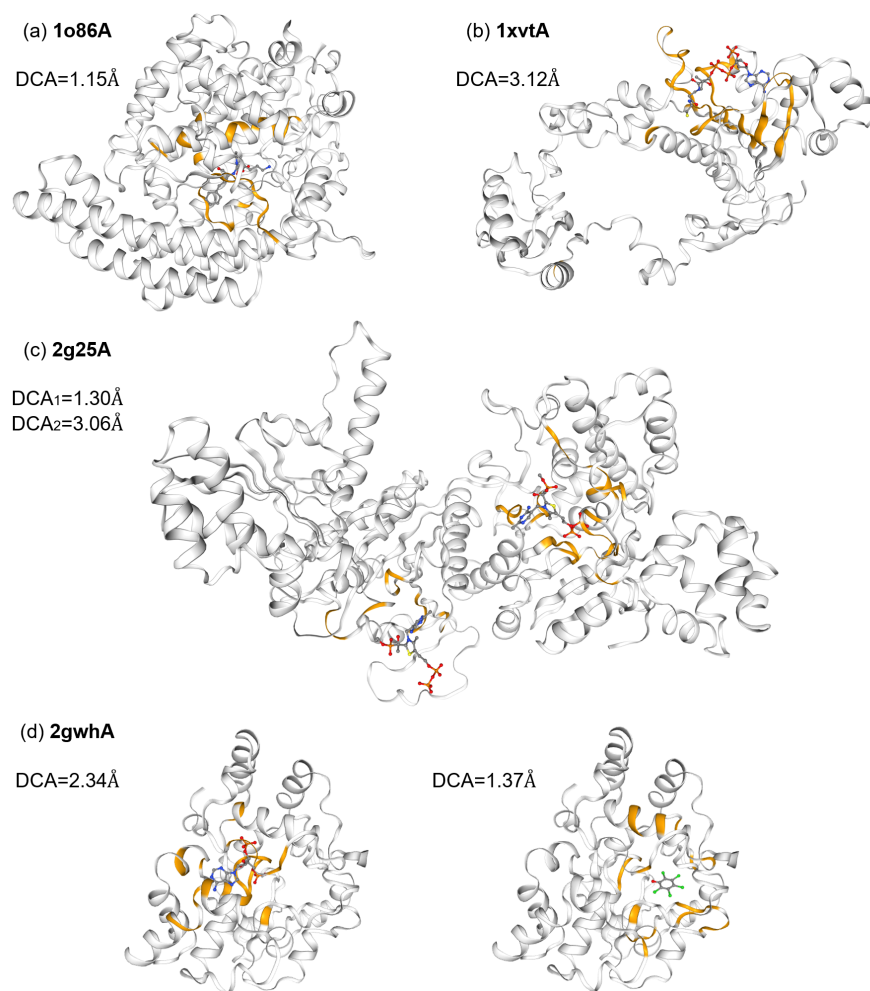 (a) 1o86A
DCA=1.15Å
(b) 1xvtA
DCA=3.12Å
(c) 2g25A
DCA₁=1.30Å
DCA₂=3.06Å
(d) 2gwhA
DCA=2.34Å
DCA=1.37Å